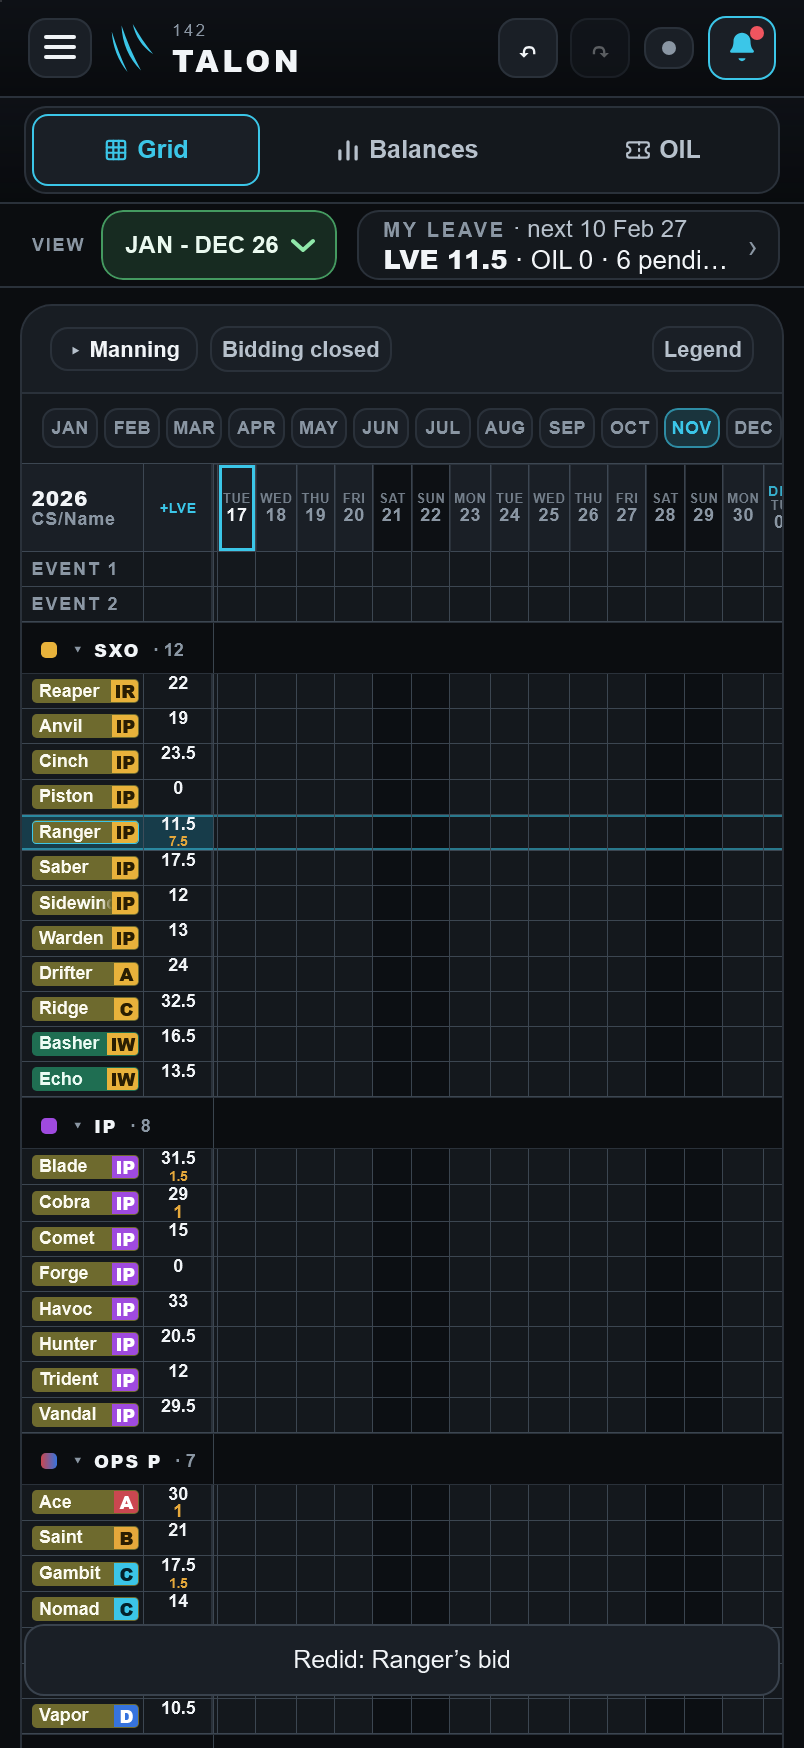 142
TALON
Grid
Balances
OIL
VIEW
JAN - DEC 26
MY LEAVE · next 10 Feb 27
LVE 11.5 · OIL 0 · 6 pendi…
Manning
Bidding closed
Legend
JAN FEB MAR APR MAY JUN JUL AUG SEP OCT NOV DEC
2026
CS/Name
+LVE
TUE 17
WED 18
THU 19
FRI 20
SAT 21
SUN 22
MON 23
TUE 24
WED 25
THU 26
FRI 27
SAT 28
SUN 29
MON 30
EVENT 1
EVENT 2
SXO · 12
Reaper IR 22
Anvil IP 19
Cinch IP 23.5
Piston IP 0
Ranger IP 11.5
7.5
Saber IP 17.5
Sidewin IP 12
Warden IP 13
Drifter A 24
Ridge C 32.5
Basher IW 16.5
Echo IW 13.5
IP · 8
Blade IP 31.5
1.5
Cobra IP 29
1
Comet IP 15
Forge IP 0
Havoc IP 33
Hunter IP 20.5
Trident IP 12
Vandal IP 29.5
OPS P · 7
Ace A 30
1
Saint B 21
Gambit C 17.5
1.5
Nomad C 14
Redid: Ranger’s bid
Vapor D 10.5